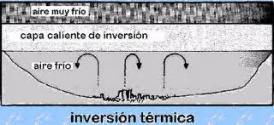 aire muy frío
capa caliente de inversión
aire frío
inversión térmica